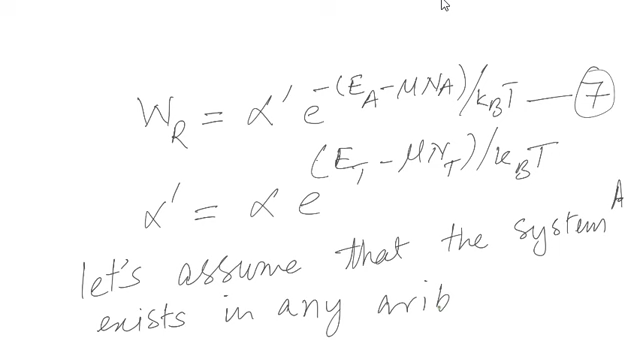 W_R = α' e^{-(E_A - μN_A)/k_BT} — ⑦
α' = α e^{(E_T - μN_T)/k_BT}
let's assume that the system A
exists in any arib